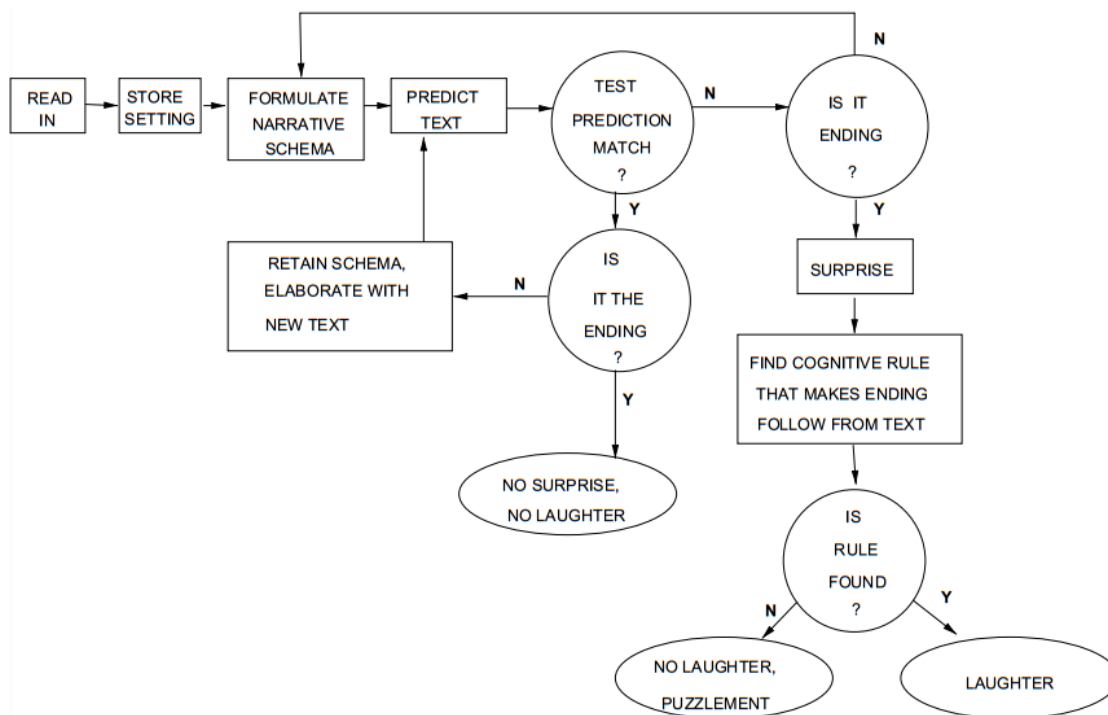 N
READ
IN
STORE
SETTING
FORMULATE
NARRATIVE
SCHEMA
PREDICT
TEXT
TEST
PREDICTION
MATCH
?
N
IS IT
ENDING
?
Y
Y
RETAIN SCHEMA,
ELABORATE WITH
NEW TEXT
N
IS
IT THE
ENDING
?
SURPRISE
Y
FIND COGNITIVE RULE
THAT MAKES ENDING
FOLLOW FROM TEXT
NO SURPRISE,
NO LAUGHTER
IS
RULE
FOUND
?
N
Y
NO LAUGHTER,
PUZZLEMENT
LAUGHTER